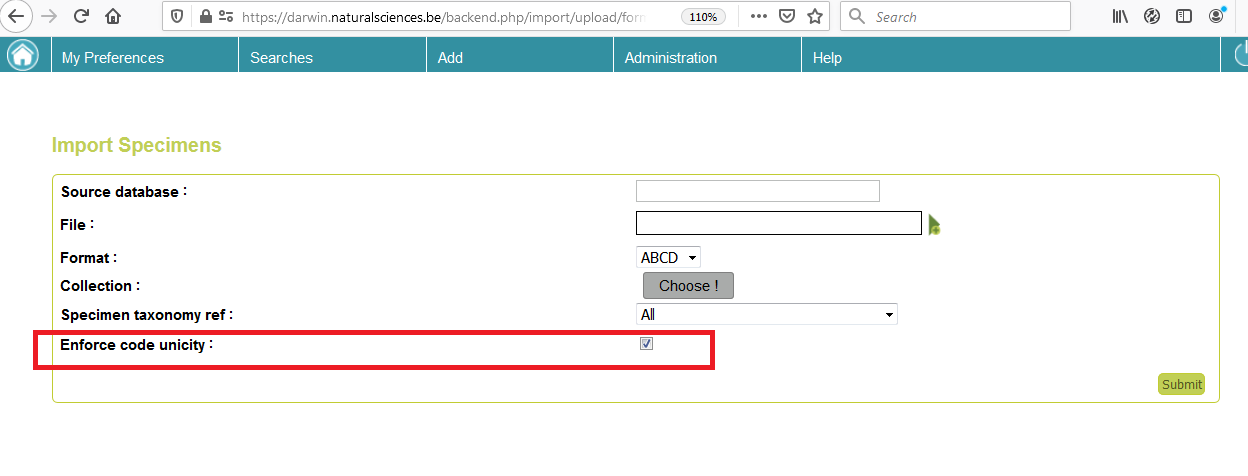 https://darwin.naturalsciences.be/backend.php/import/upload/form
110%
Search
My Preferences
Searches
Add
Administration
Help
Import Specimens
Source database :
File :
Format :
ABCD
Collection :
Choose !
Specimen taxonomy ref :
All
Enforce code unicity :
Submit